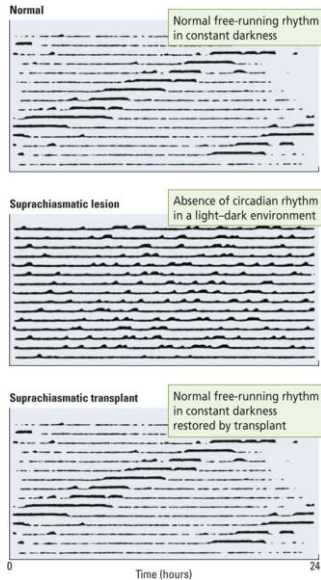 Normal
Normal free-running rhythm
in constant darkness
Suprachiasmatic lesion
Absence of circadian rhythm
in a light–dark environment
Suprachiasmatic transplant
Normal free-running rhythm
in constant darkness
restored by transplant
0
24
Time (hours)